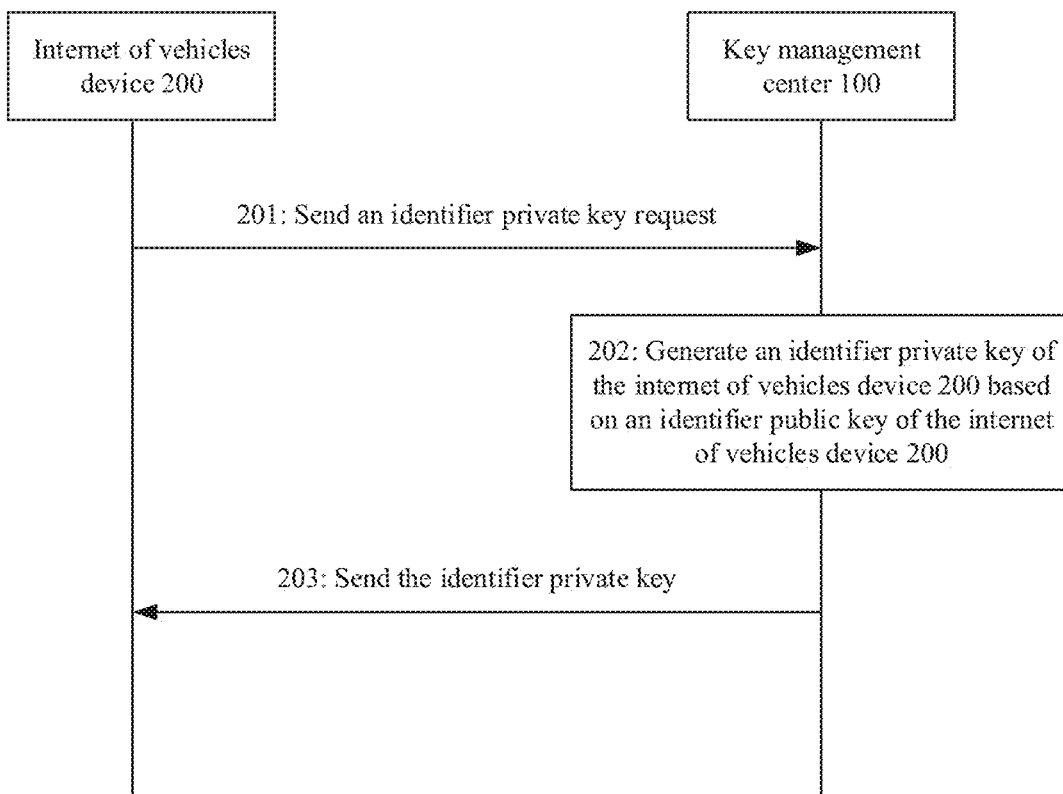 Internet of vehicles
device 200
Key management
center 100
201: Send an identifier private key request
202: Generate an identifier private key of
the internet of vehicles device 200 based
on an identifier public key of the internet
of vehicles device 200
203: Send the identifier private key